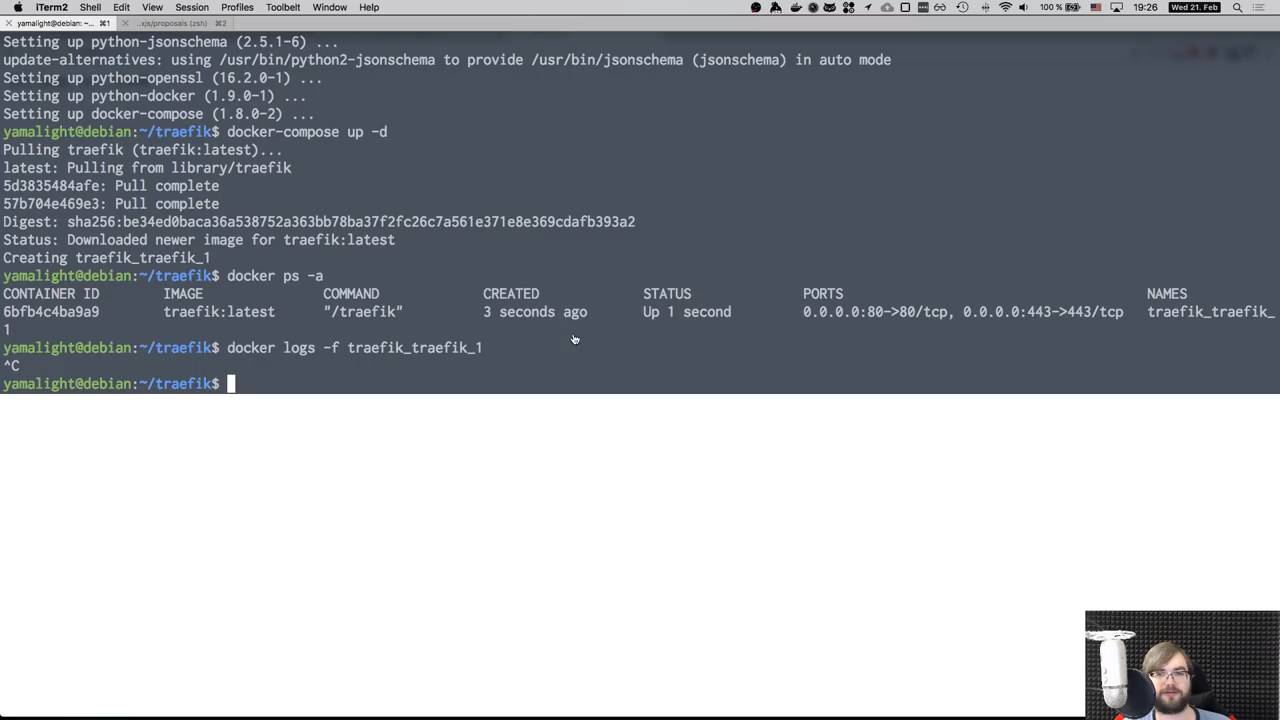 iTerm2 Shell Edit View Session Profiles Toolbelt Window Help 100 % 19:26 Wed 21. Feb
yamalight@debian: ~... ⌘1 ..xjs/proposals (zsh) ⌘2
Setting up python-jsonschema (2.5.1-6) ...
update-alternatives: using /usr/bin/python2-jsonschema to provide /usr/bin/jsonschema (jsonschema) in auto mode
Setting up python-openssl (16.2.0-1) ...
Setting up python-docker (1.9.0-1) ...
Setting up docker-compose (1.8.0-2) ...
yamalight@debian:~/traefik$ docker-compose up -d
Pulling traefik (traefik:latest)...
latest: Pulling from library/traefik
5d3835484afe: Pull complete
57b704e469e3: Pull complete
Digest: sha256:be34ed0baca36a538752a363bb78ba37f2fc26c7a561e371e8e369cdafb393a2
Status: Downloaded newer image for traefik:latest
Creating traefik_traefik_1
yamalight@debian:~/traefik$ docker ps -a
CONTAINER ID IMAGE COMMAND CREATED STATUS PORTS NAMES
6bfb4c4ba9a9 traefik:latest "/traefik" 3 seconds ago Up 1 second 0.0.0.0:80->80/tcp, 0.0.0.0:443->443/tcp traefik_traefik_
1
yamalight@debian:~/traefik$ docker logs -f traefik_traefik_1
^C
yamalight@debian:~/traefik$